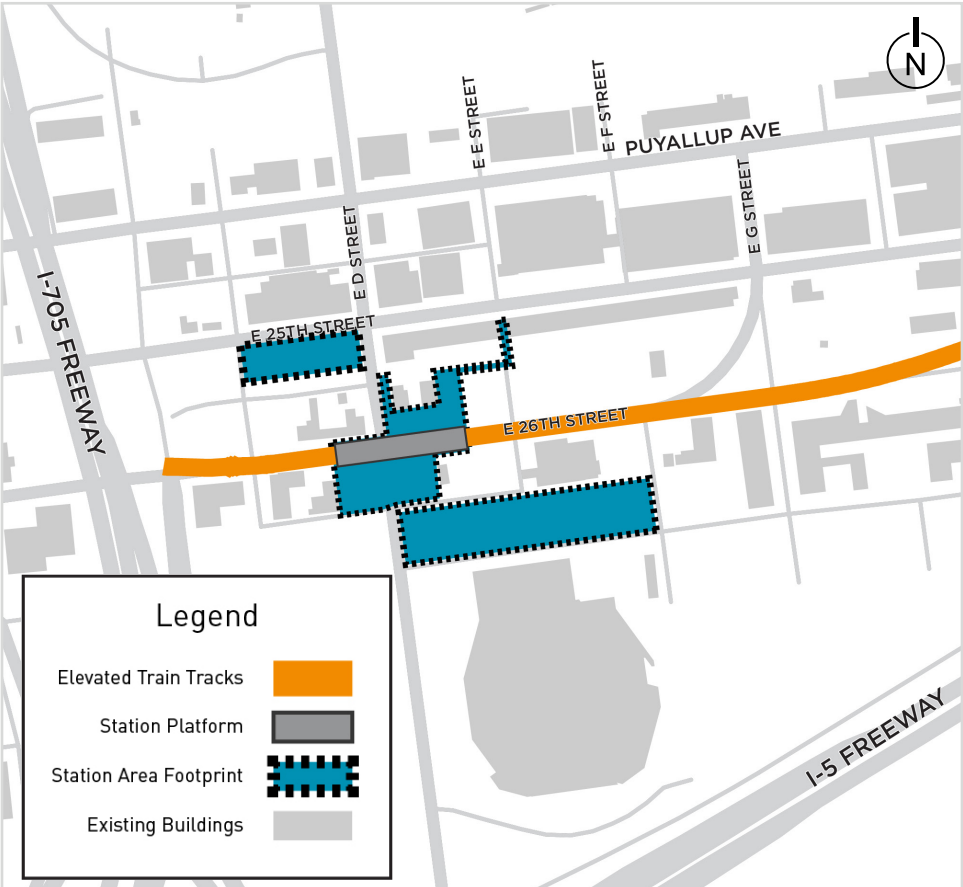 N
E E STREET
E F STREET
PUYALLUP AVE
E G STREET
E D STREET
I-705 FREEWAY
E 25TH STREET
E 26TH STREET
I-5 FREEWAY
Legend
Elevated Train Tracks
Station Platform
Station Area Footprint
Existing Buildings